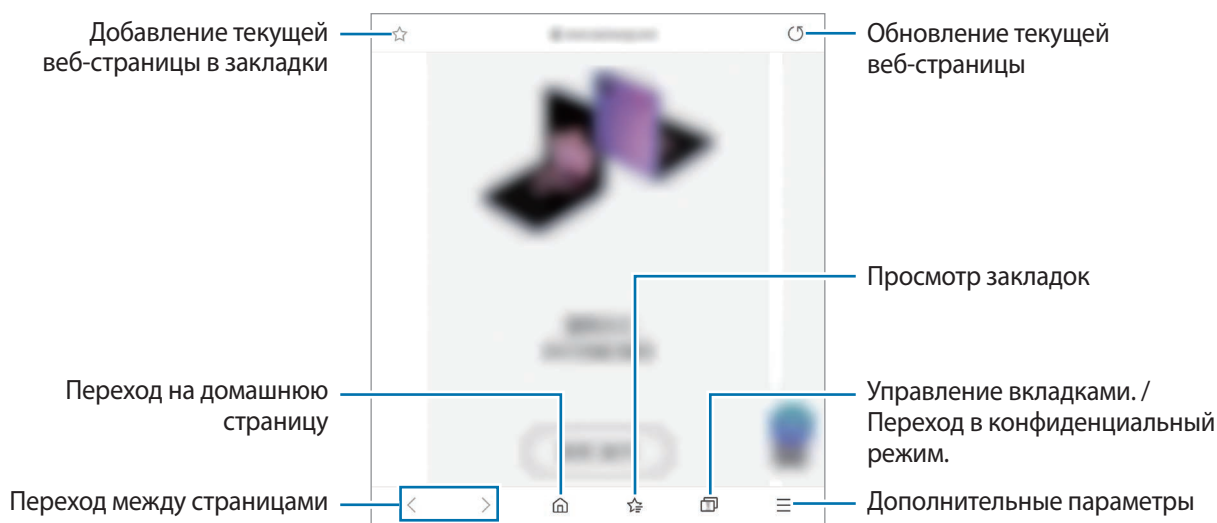 Добавление текущей
веб-страницы в закладки
Обновление текущей
веб-страницы
Просмотр закладок
Переход на домашнюю
страницу
Управление вкладками. /
Переход в конфиденциальный
режим.
Переход между страницами
Дополнительные параметры